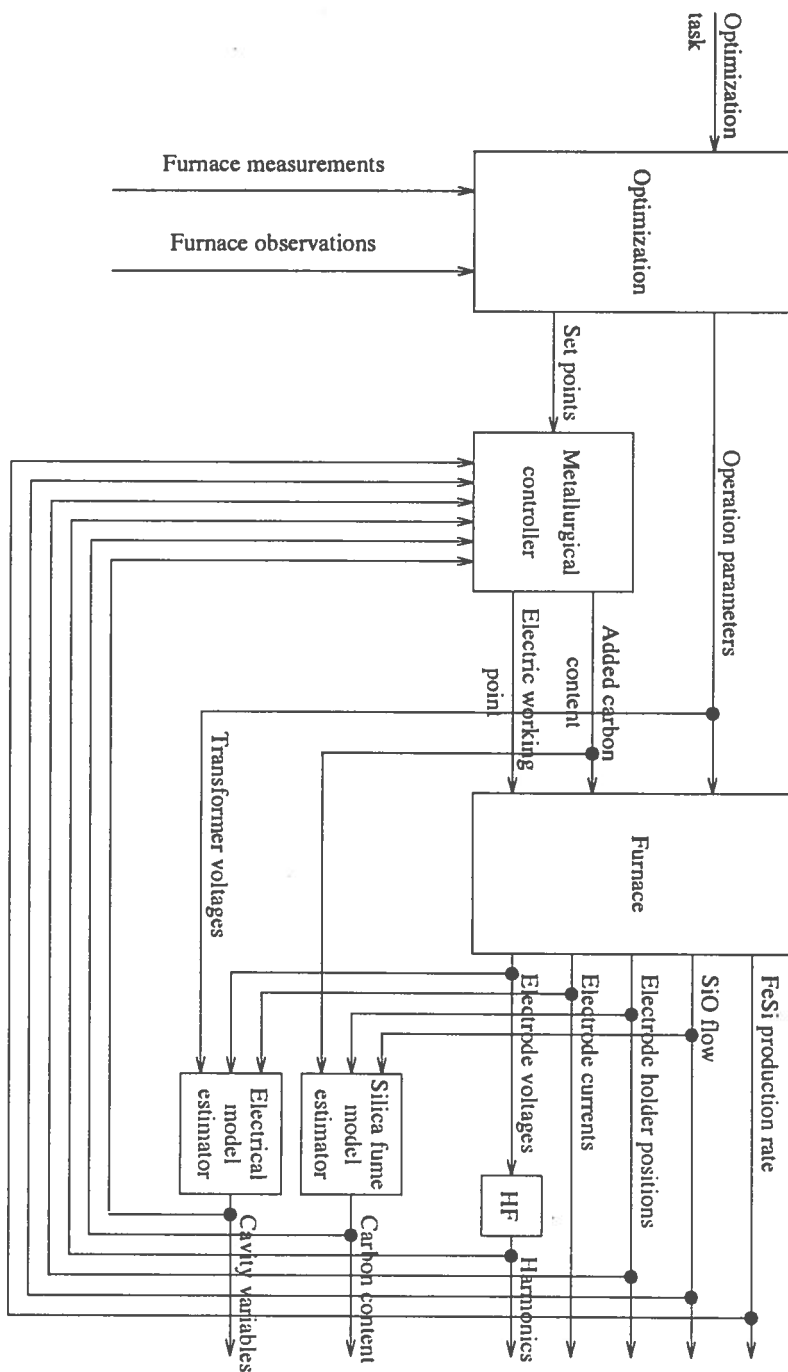 Optimization
task
Furnace measurements
Furnace observations
Optimization
Set points
Operation parameters
Metallurgical
controller
Added carbon
content
Electric working
point
Transformer voltages
Furnace
FeSi production rate
SiO flow
Electrode holder positions
Electrode currents
Electrode voltages
HF
Harmonics
Silica fume
model
estimator
Carbon content
Electrical
model
estimator
Cavity variables